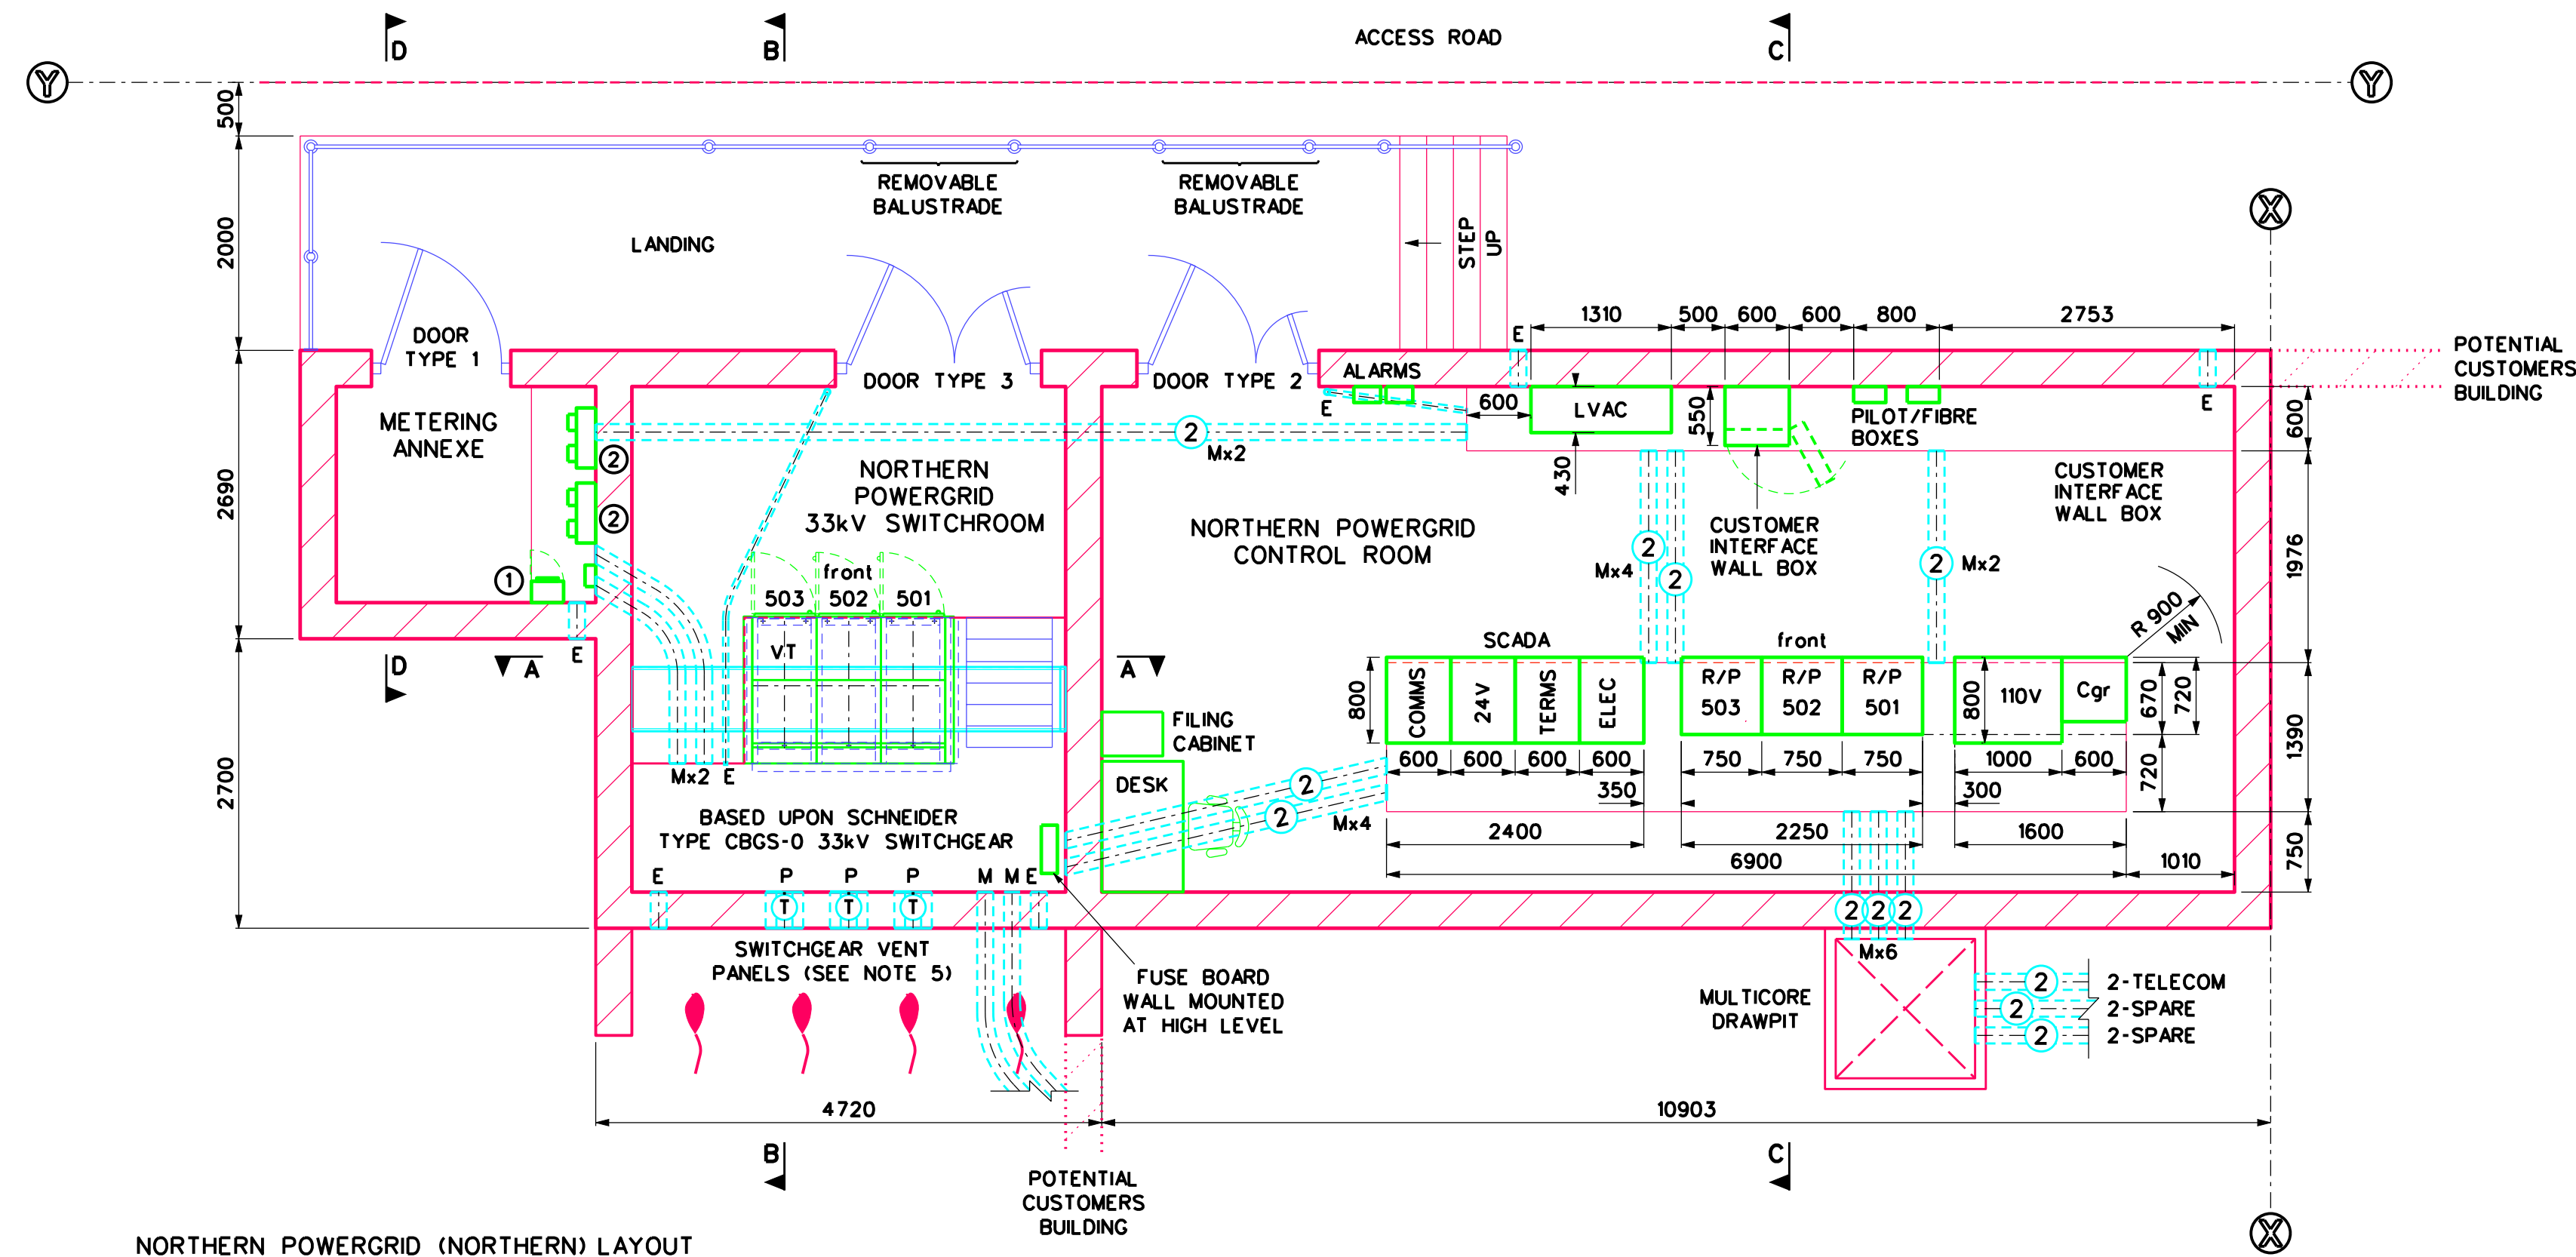 D
B
C
ACCESS ROAD
Y
Y
500
2000
2690
2700
REMOVABLE
BALUSTRADE
REMOVABLE
BALUSTRADE
LANDING
STEP
UP
X
DOOR
TYPE 1
DOOR TYPE 3
DOOR TYPE 2
ALARMS
E
E
1310
500
600
600
800
2753
POTENTIAL
CUSTOMERS
BUILDING
METERING
ANNEXE
2
2
1
E
NORTHERN
POWERGRID
33kV SWITCHROOM
2
Mx2
600
LVAC
430
550
PILOT/FIBRE
BOXES
E
600
CUSTOMER
INTERFACE
WALL BOX
CUSTOMER
INTERFACE
WALL BOX
NORTHERN POWERGRID
CONTROL ROOM
2
2
Mx4
2
Mx2
1976
R 900
MIN
front
503
502
501
VT
D
A
A
SCADA
front
800
COMMS
24V
TERMS
ELEC
R/P
503
R/P
502
R/P
501
800
110V
Cgr
670
720
1390
FILING
CABINET
DESK
Mx2
E
600
600
600
600
750
750
750
1000
600
720
350
300
2
2
Mx4
BASED UPON SCHNEIDER
TYPE CBGS-0 33kV SWITCHGEAR
2400
2250
1600
6900
1010
750
E
P
P
P
M
M
E
T
T
T
2
2
2
Mx6
SWITCHGEAR VENT
PANELS (SEE NOTE 5)
FUSE BOARD
WALL MOUNTED
AT HIGH LEVEL
MULTICORE
DRAWPIT
2
2-TELECOM
2
2-SPARE
2
2-SPARE
4720
10903
B
C
POTENTIAL
CUSTOMERS
BUILDING
X
NORTHERN POWERGRID (NORTHERN) LAYOUT